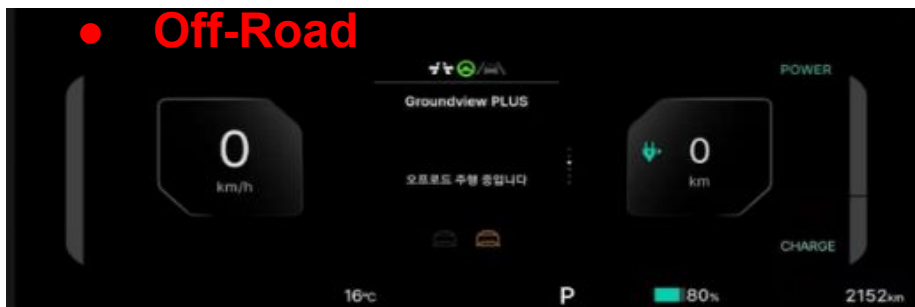 ● Off-Road
POWER
Groundview PLUS
0
km/h
0
km
오프로드 주행 중입니다
CHARGE
16°C
P
80%
2152km